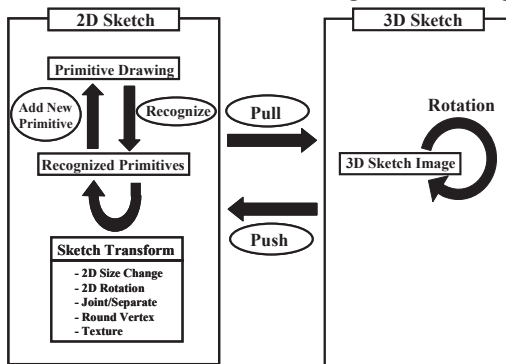 2D Sketch
Primitive Drawing
Add New
Primitive
Recognize
Recognized Primitives
Sketch Transform
- 2D Size Change
- 2D Rotation
- Joint/Separate
- Round Vertex
- Texture
Pull
Push
3D Sketch
Rotation
3D Sketch Image